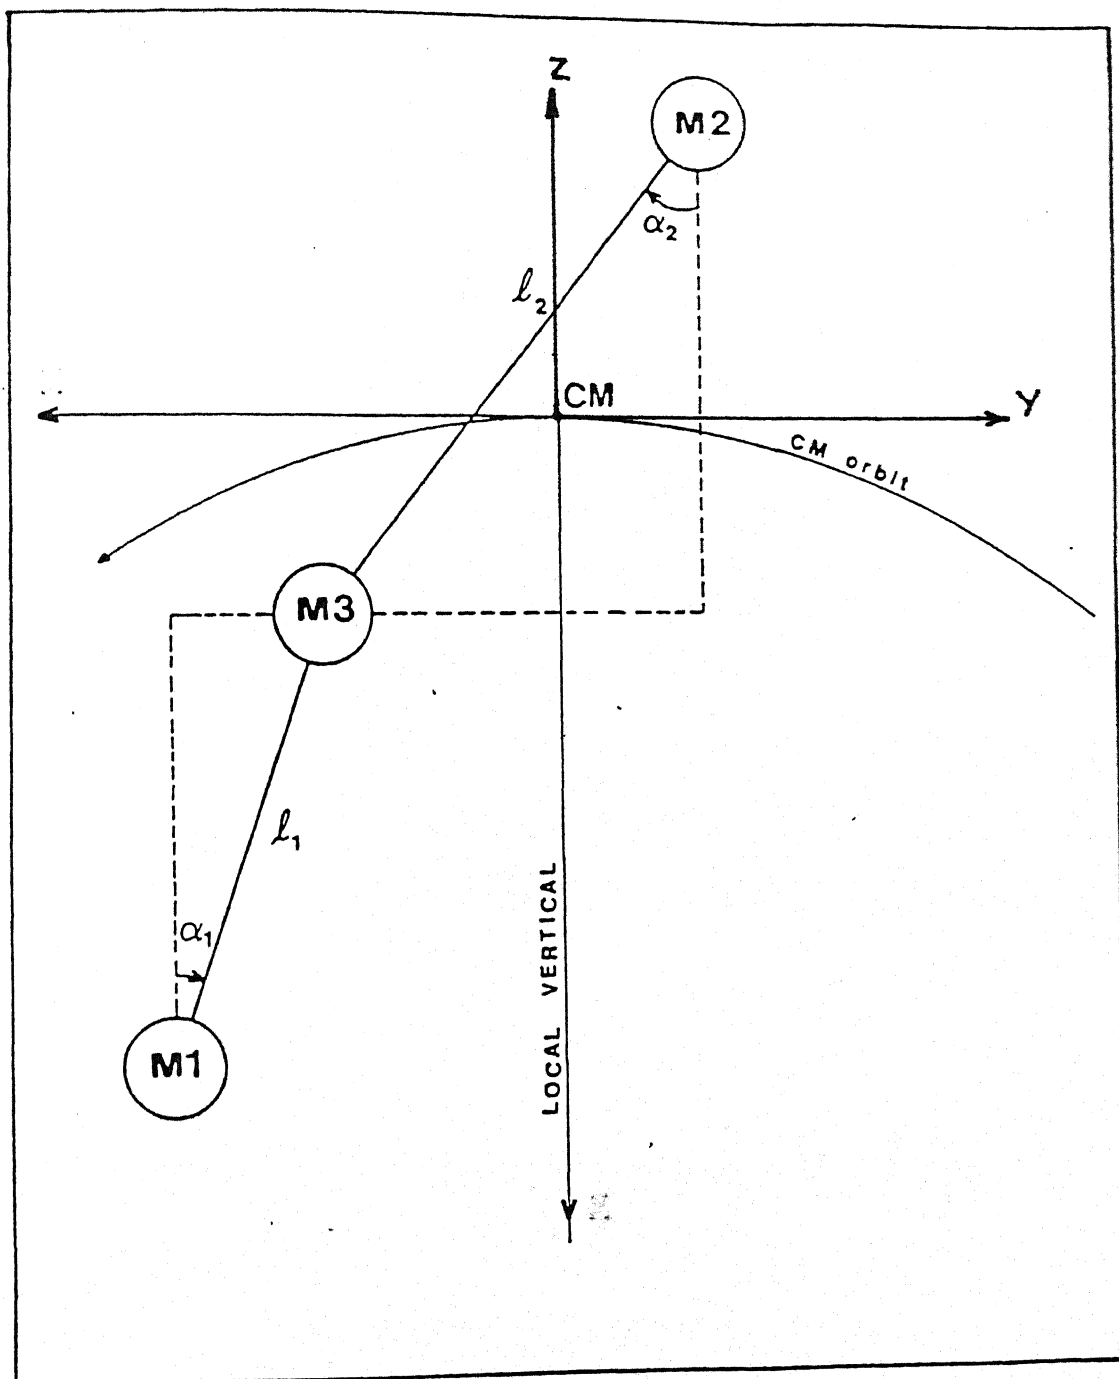 Z
M2
α₂
ℓ₂
CM
Y
CM orbit
M3
ℓ₁
α₁
M1
LOCAL VERTICAL